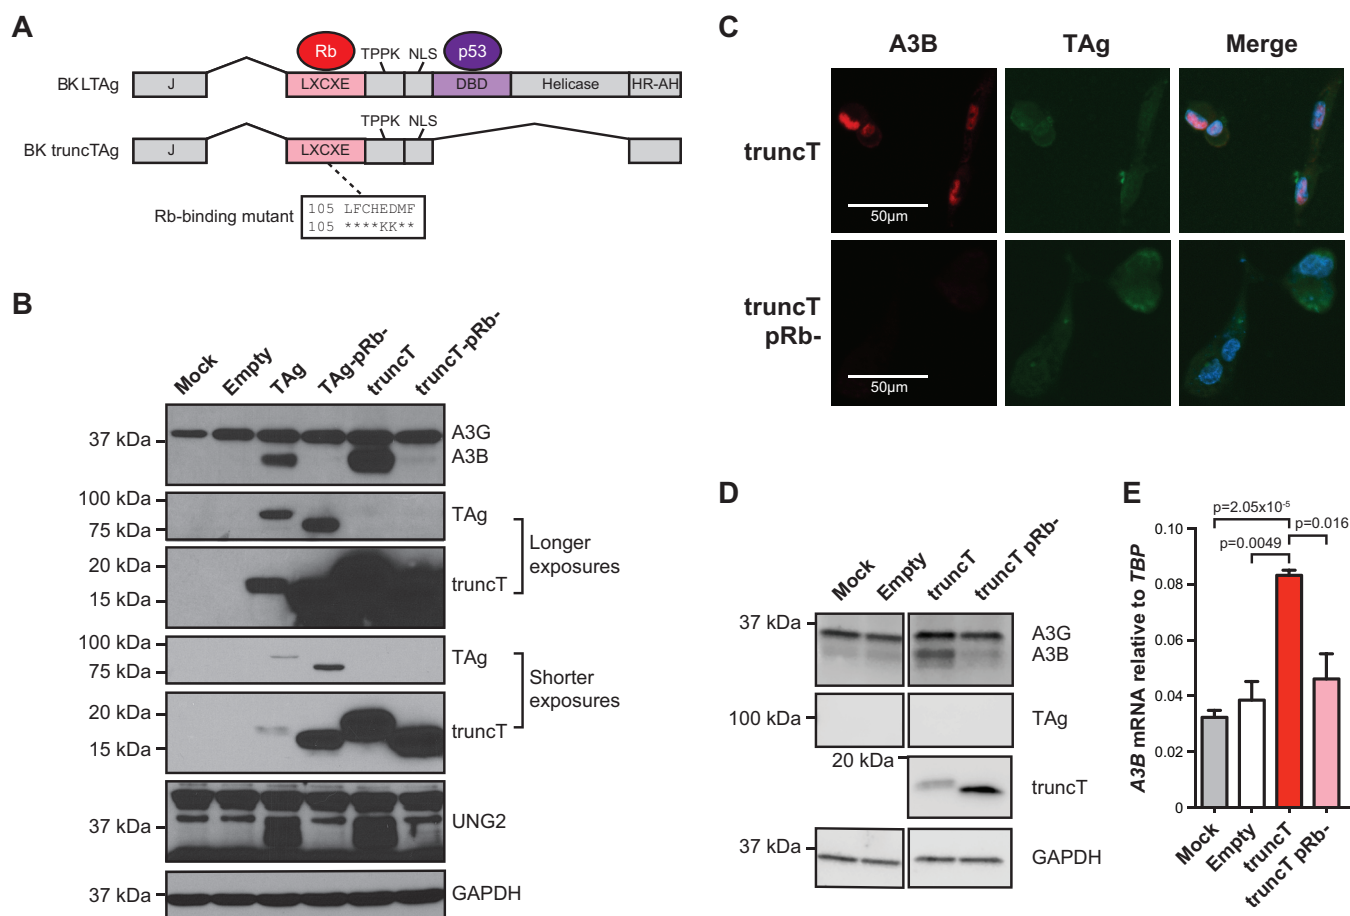 A
Rb
TPPK
NLS
p53
BK LTAg
J
LXCXE
DBD
Helicase
HR-AH
TPPK
NLS
BK truncTAg
J
LXCXE
Rb-binding mutant
105 LFCHEDMF
105 ****KK**
B
Mock
Empty
TAg
TAg-pRb-
truncT
truncT-pRb-
37 kDa
A3G
A3B
100 kDa
75 kDa
TAg
20 kDa
15 kDa
truncT
Longer
exposures
100 kDa
75 kDa
TAg
20 kDa
15 kDa
truncT
Shorter
exposures
37 kDa
UNG2
37 kDa
GAPDH
C
A3B
TAg
Merge
truncT
50µm
truncT
pRb-
50µm
D
Mock
Empty
truncT
truncT pRb-
37 kDa
A3G
A3B
100 kDa
TAg
20 kDa
truncT
37 kDa
GAPDH
E
p=2.05x10-5
p=0.016
p=0.0049
A3B mRNA relative to TBP
0.10
0.08
0.06
0.04
0.02
0
Mock
Empty
truncT
truncT pRb-